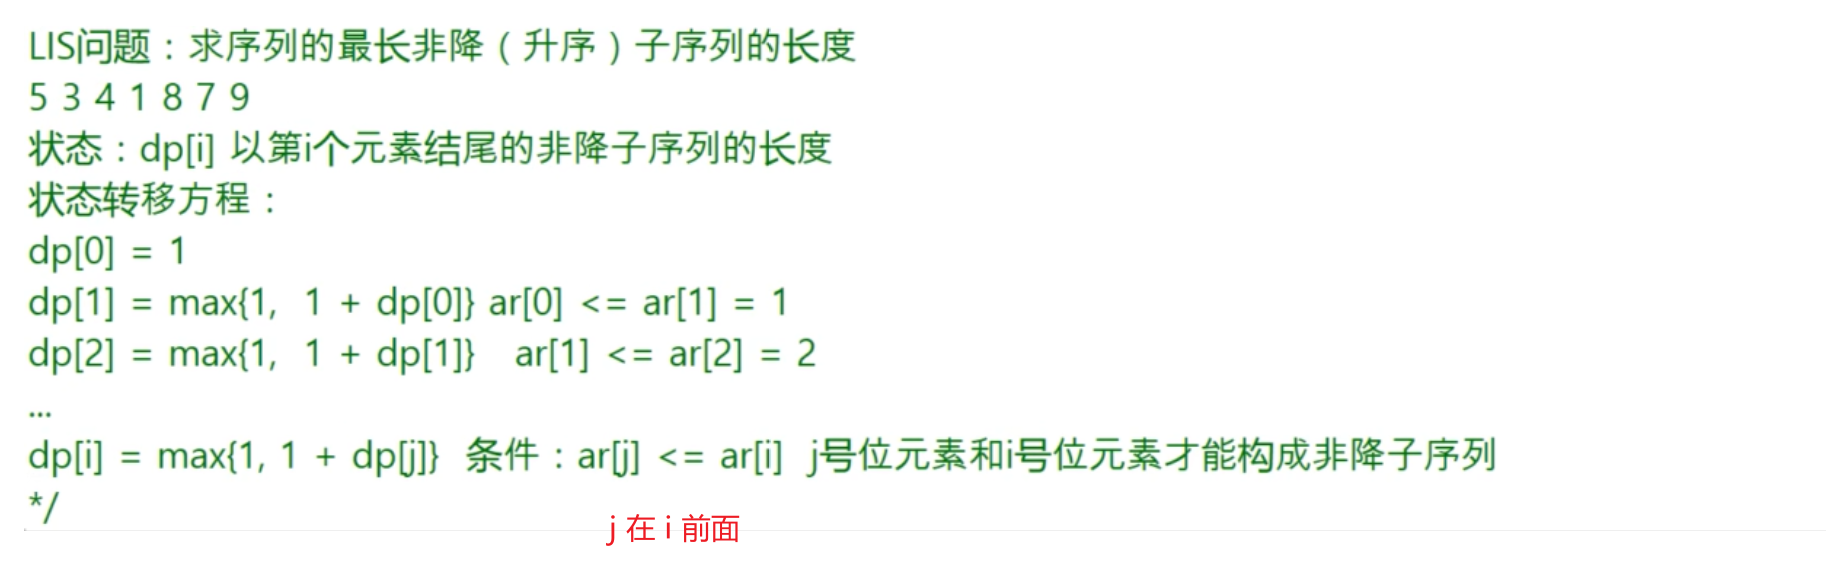 LIS问题：求序列的最长非降（升序）子序列的长度
5 3 4 1 8 7 9
状态：dp[i] 以第i个元素结尾的非降子序列的长度
状态转移方程：
dp[0] = 1
dp[1] = max{1, 1 + dp[0]} ar[0] <= ar[1] = 1
dp[2] = max{1, 1 + dp[1]} ar[1] <= ar[2] = 2
...
dp[i] = max{1, 1 + dp[j]} 条件：ar[j] <= ar[i] j号位元素和i号位元素才能构成非降子序列
*/
j 在 i 前面